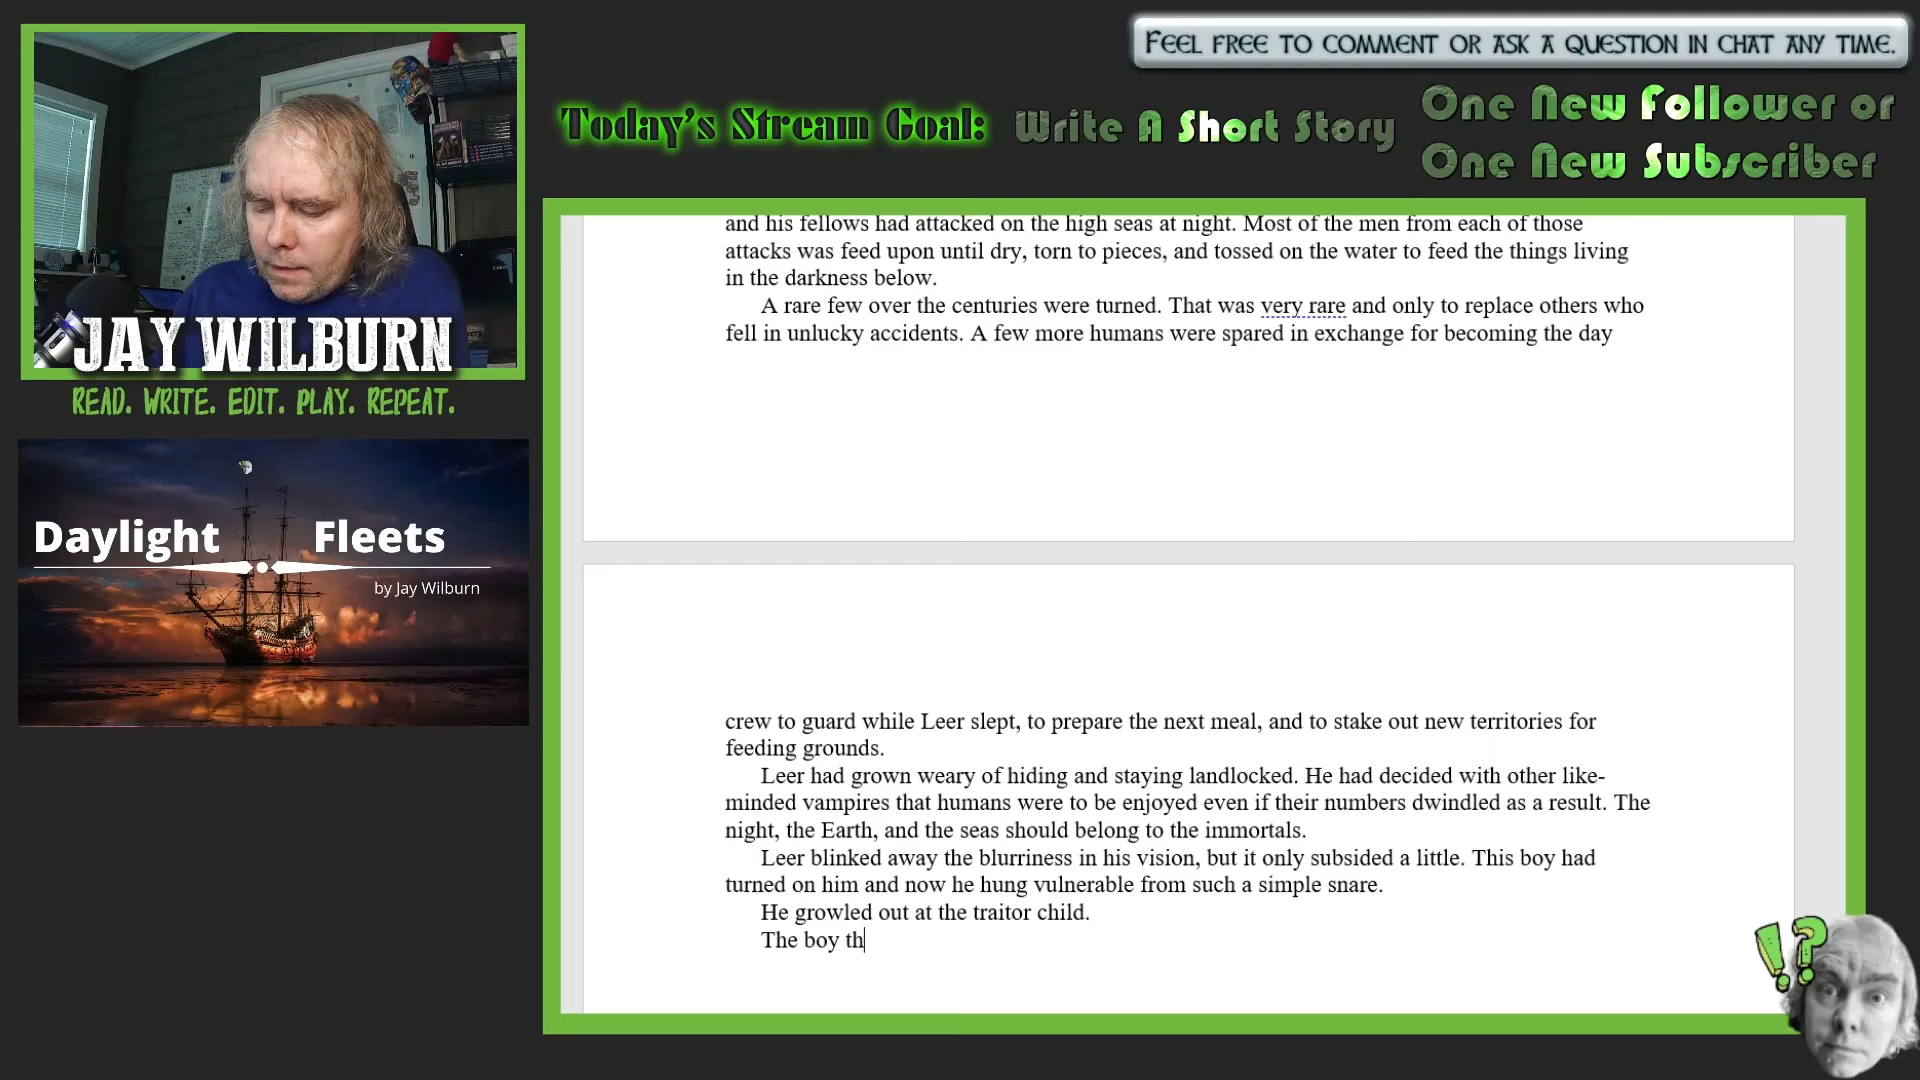 FEEL FREE TO COMMENT OR ASK A QUESTION IN CHAT ANY TIME.
Today's Stream Goal:
Write A Short Story
One New Follower or
One New Subscriber
JAY WILBURN
READ. WRITE. EDIT. PLAY. REPEAT.
Daylight Fleets
by Jay Wilburn
and his fellows had attacked on the high seas at night. Most of the men from each of those
attacks was feed upon until dry, torn to pieces, and tossed on the water to feed the things living
in the darkness below.
A rare few over the centuries were turned. That was very rare and only to replace others who
fell in unlucky accidents. A few more humans were spared in exchange for becoming the day
crew to guard while Leer slept, to prepare the next meal, and to stake out new territories for
feeding grounds.
Leer had grown weary of hiding and staying landlocked. He had decided with other like-
minded vampires that humans were to be enjoyed even if their numbers dwindled as a result. The
night, the Earth, and the seas should belong to the immortals.
Leer blinked away the blurriness in his vision, but it only subsided a little. This boy had
turned on him and now he hung vulnerable from such a simple snare.
He growled out at the traitor child.
The boy th
!?